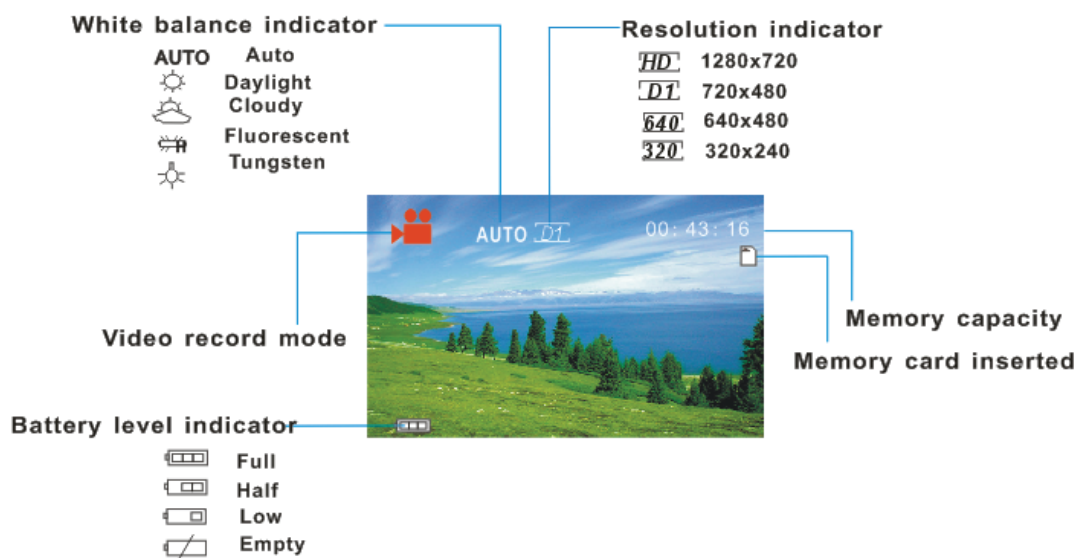 White balance indicator
AUTO Auto
Daylight
Cloudy
Fluorescent
Tungsten
Resolution indicator
HD 1280x720
D1 720x480
640 640x480
320 320x240
AUTO D1 00:43:16
Video record mode
Memory capacity
Memory card inserted
Battery level indicator
Full
Half
Low
Empty